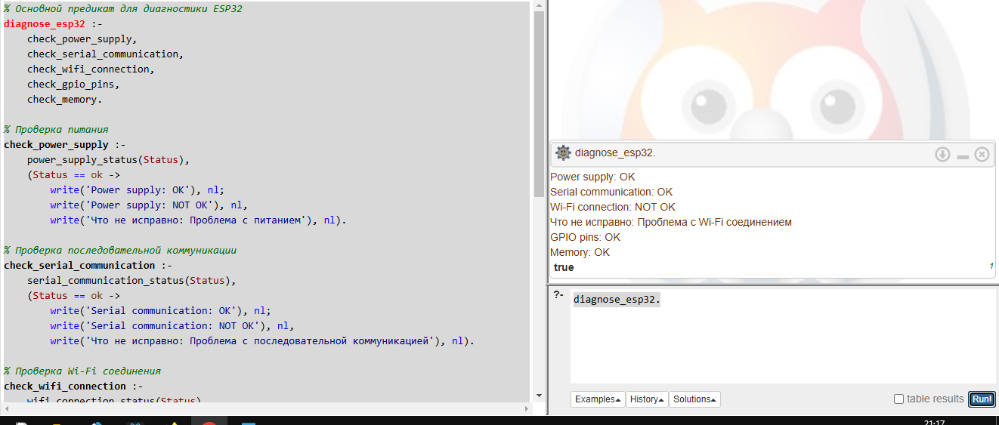 % Основной предикат для диагностики ESP32
diagnose_esp32 :-
    check_power_supply,
    check_serial_communication,
    check_wifi_connection,
    check_gpio_pins,
    check_memory.
% Проверка питания
check_power_supply :-
    power_supply_status(Status),
    (Status == ok ->
        write('Power supply: OK'), nl;
        write('Power supply: NOT OK'), nl,
        write('Что не исправно: Проблема с питанием'), nl).
% Проверка последовательной коммуникации
check_serial_communication :-
    serial_communication_status(Status),
    (Status == ok ->
        write('Serial communication: OK'), nl;
        write('Serial communication: NOT OK'), nl,
        write('Что не исправно: Проблема с последовательной коммуникацией'), nl).
% Проверка Wi-Fi соединения
check_wifi_connection :-
    wifi_connection_status(Status)
diagnose_esp32.
Power supply: OK
Serial communication: OK
Wi-Fi connection: NOT OK
Что не исправно: Проблема с Wi-Fi соединением
GPIO pins: OK
Memory: OK
true 1
?- diagnose_esp32.
Examples History Solutions table results Run!
21:17